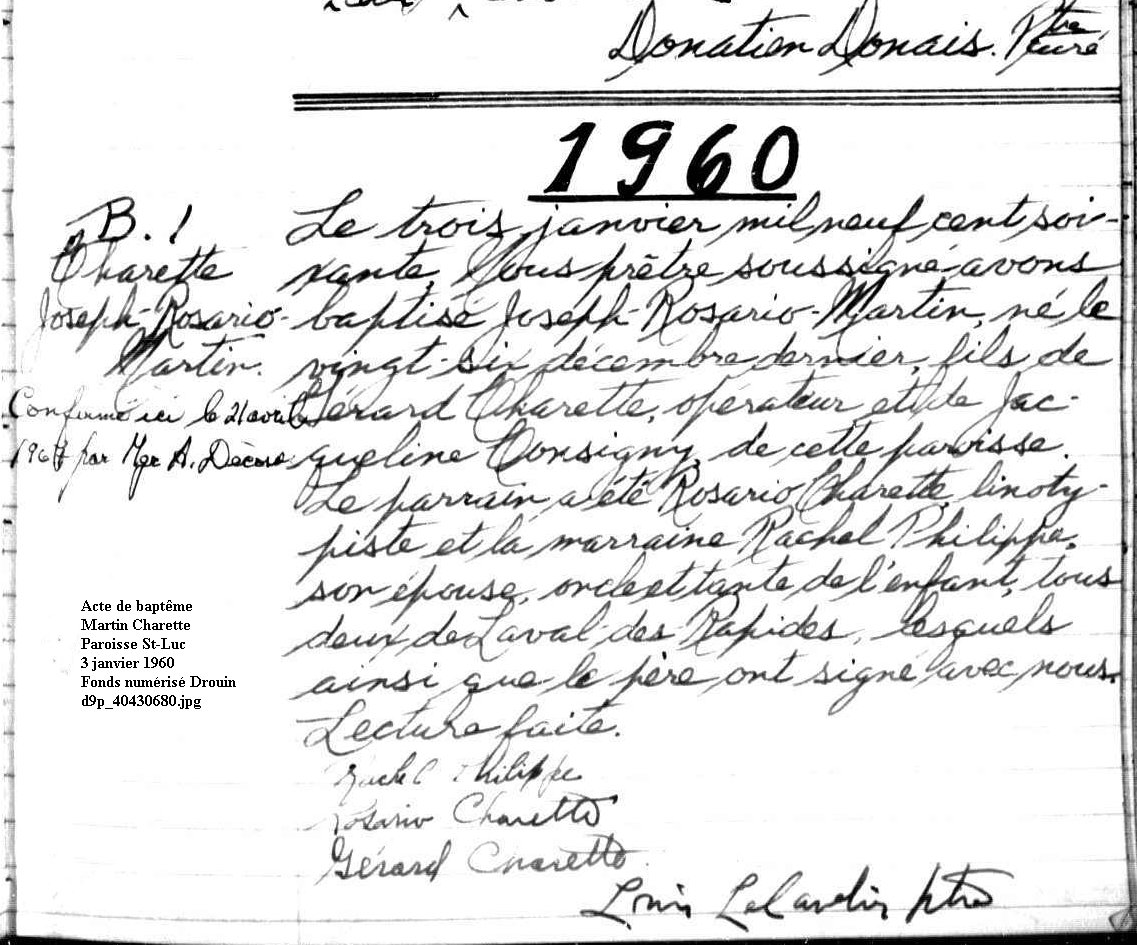 Donatien Donais. Ptre curé
1960
B. 1
Charette
Joseph-Rosario-
Martin.
Confirmé ici le 21 avril
par Mgr A.
Le trois janvier mil neuf cent soi-
xante, Nous prêtre soussigné avons
baptisé Joseph-Rosario-Martin, né le
vingt-six décembre dernier, fils de
Gérard Charette, opérateur et de Jac-
queline Consigny, de cette paroisse.
Le parrain a été Rosario Charette, linoty-
piste et la marraine Rachel Philippe,
son épouse, oncle et tante de l'enfant, tous
deux de Laval-des-Rapides, lesquels
ainsi que le père ont signé avec nous.
Lecture faite.
Rachel Philippe
Rosario Charette
Gérard Charette
Louis ptre
Acte de baptême
Martin Charette
Paroisse St-Luc
3 janvier 1960
Fonds numérisé Drouin
d9p_40430680.jpg